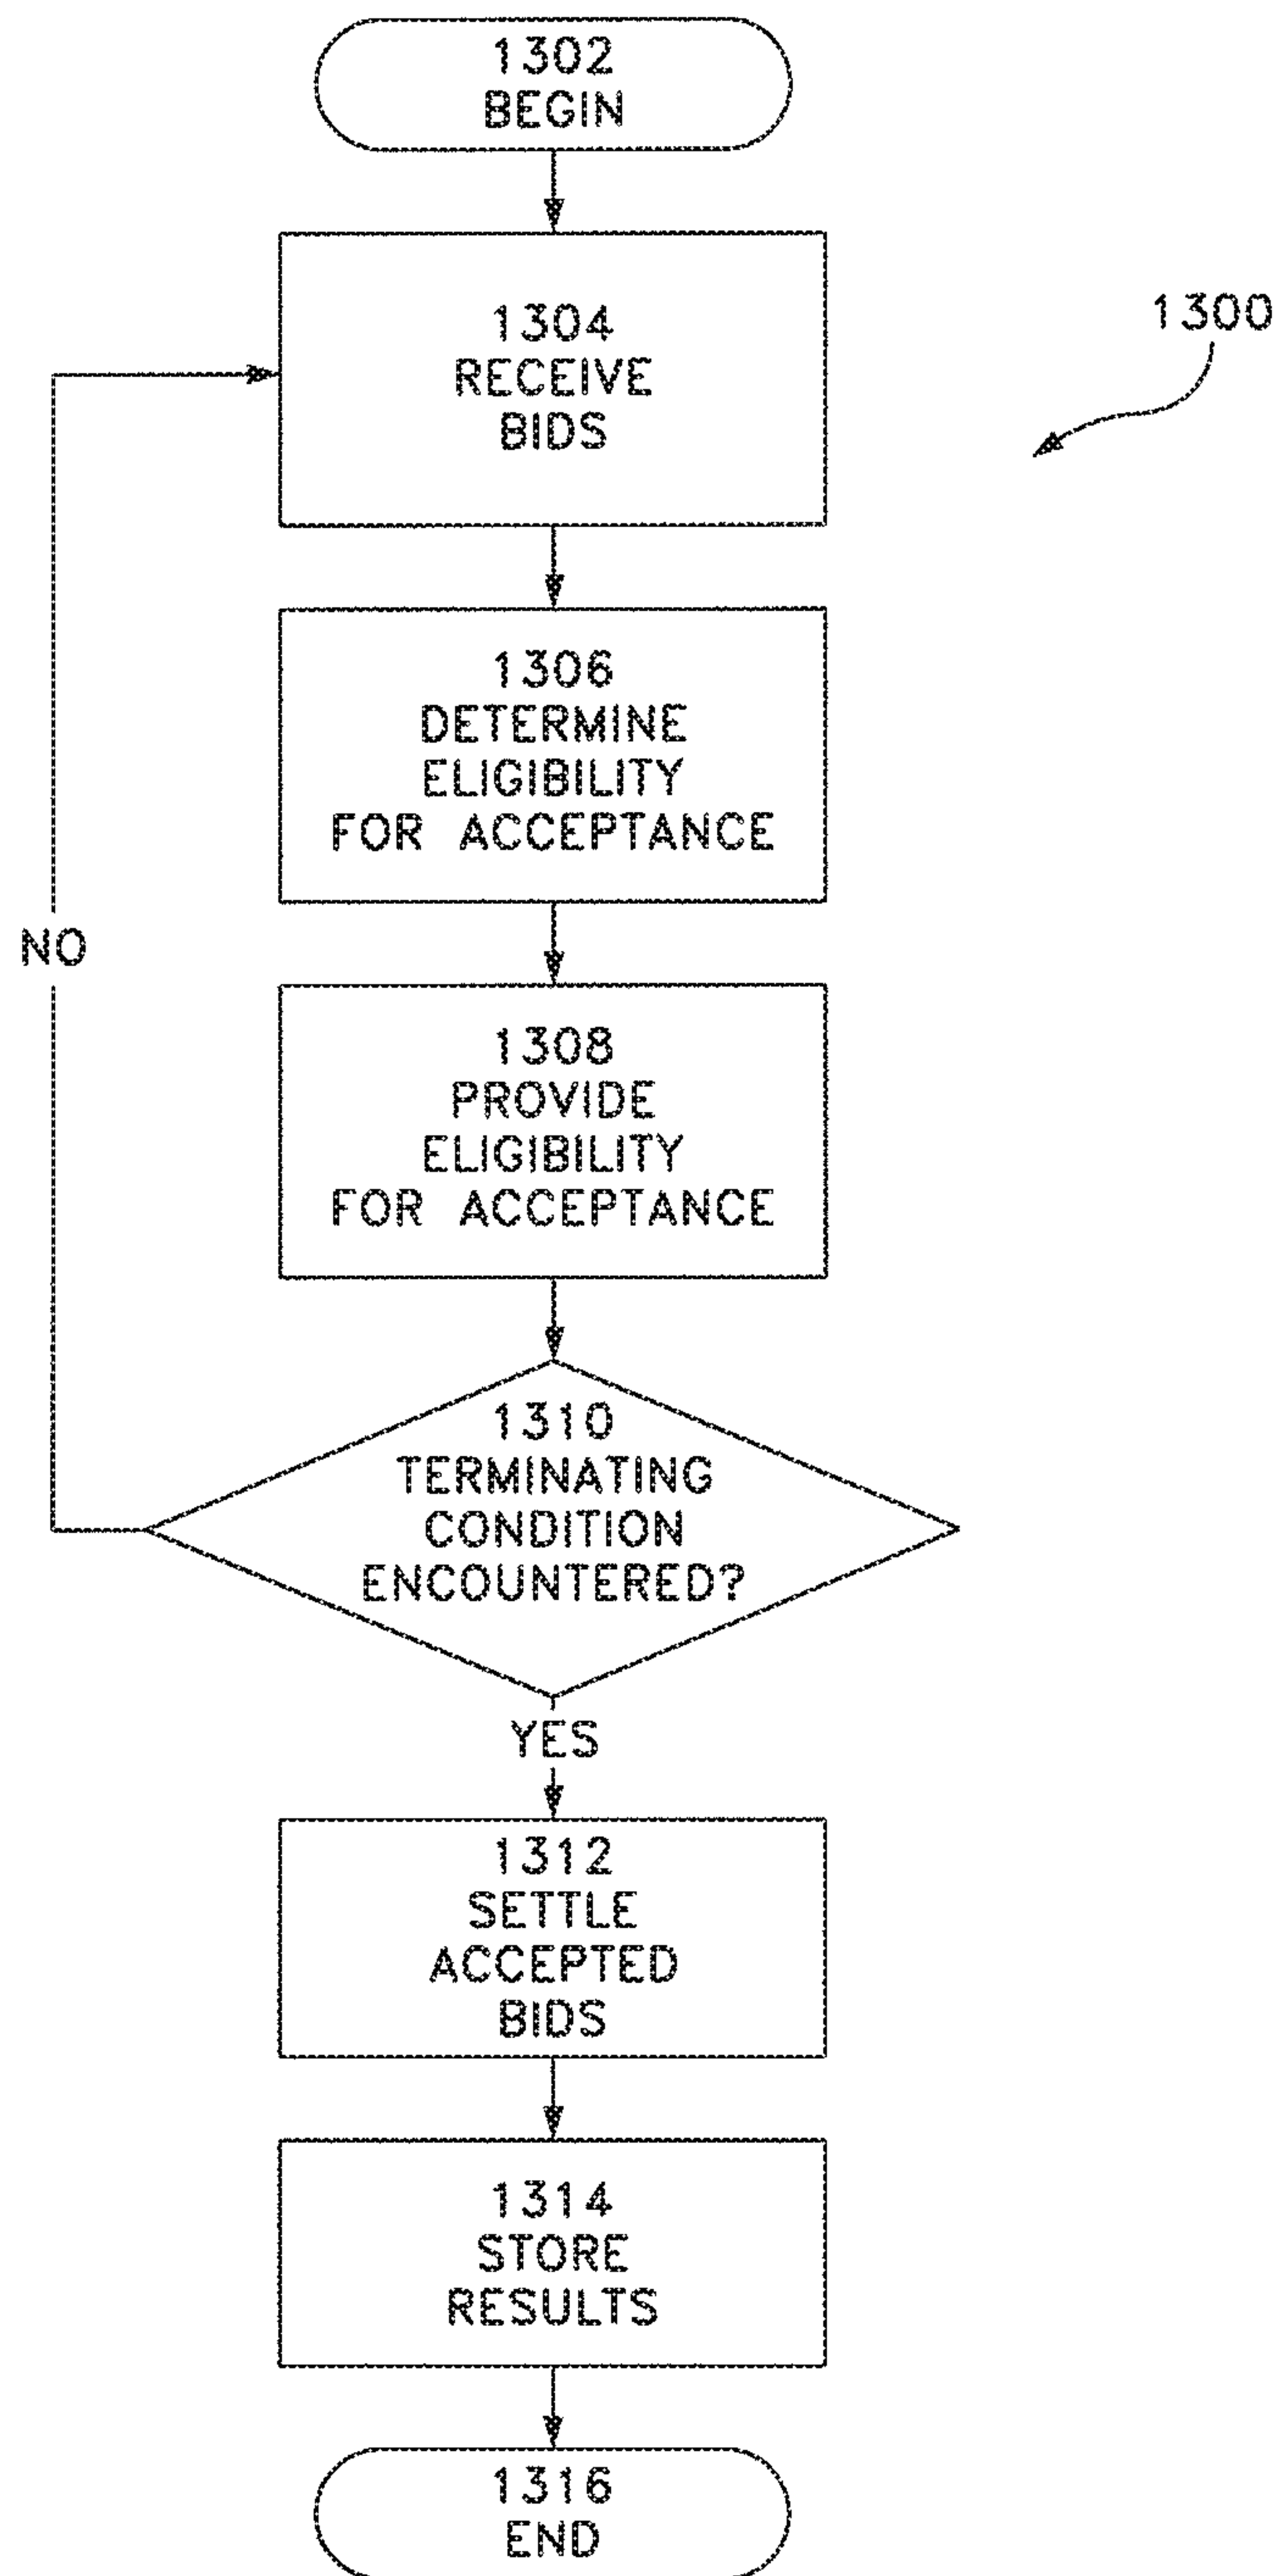 1302
BEGIN
1304
RECEIVE
BIDS
1300
1306
DETERMINE
ELIGIBILITY
FOR ACCEPTANCE
NO
1308
PROVIDE
ELIGIBILITY
FOR ACCEPTANCE
1310
TERMINATING
CONDITION
ENCOUNTERED?
YES
1312
SETTLE
ACCEPTED
BIDS
1314
STORE
RESULTS
1316
END